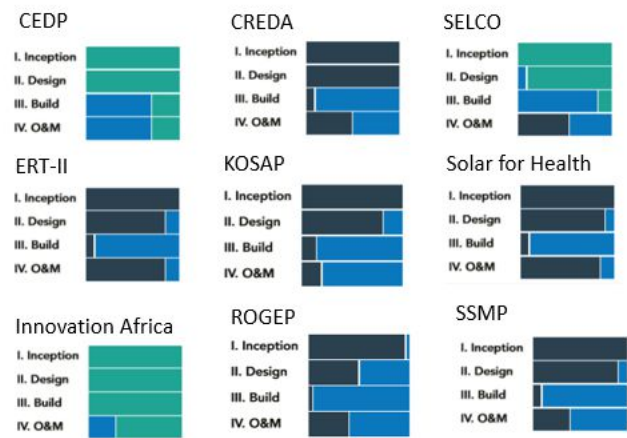 CEDP
I. Inception
II. Design
III. Build
IV. O&M
CREDA
I. Inception
II. Design
III. Build
IV. O&M
SELCO
I. Inception
II. Design
III. Build
IV. O&M
ERT-II
I. Inception
II. Design
III. Build
IV. O&M
KOSAP
I. Inception
II. Design
III. Build
IV. O&M
Solar for Health
I. Inception
II. Design
III. Build
IV. O&M
Innovation Africa
I. Inception
II. Design
III. Build
IV. O&M
ROGEP
I. Inception
II. Design
III. Build
IV. O&M
SSMP
I. Inception
II. Design
III. Build
IV. O&M